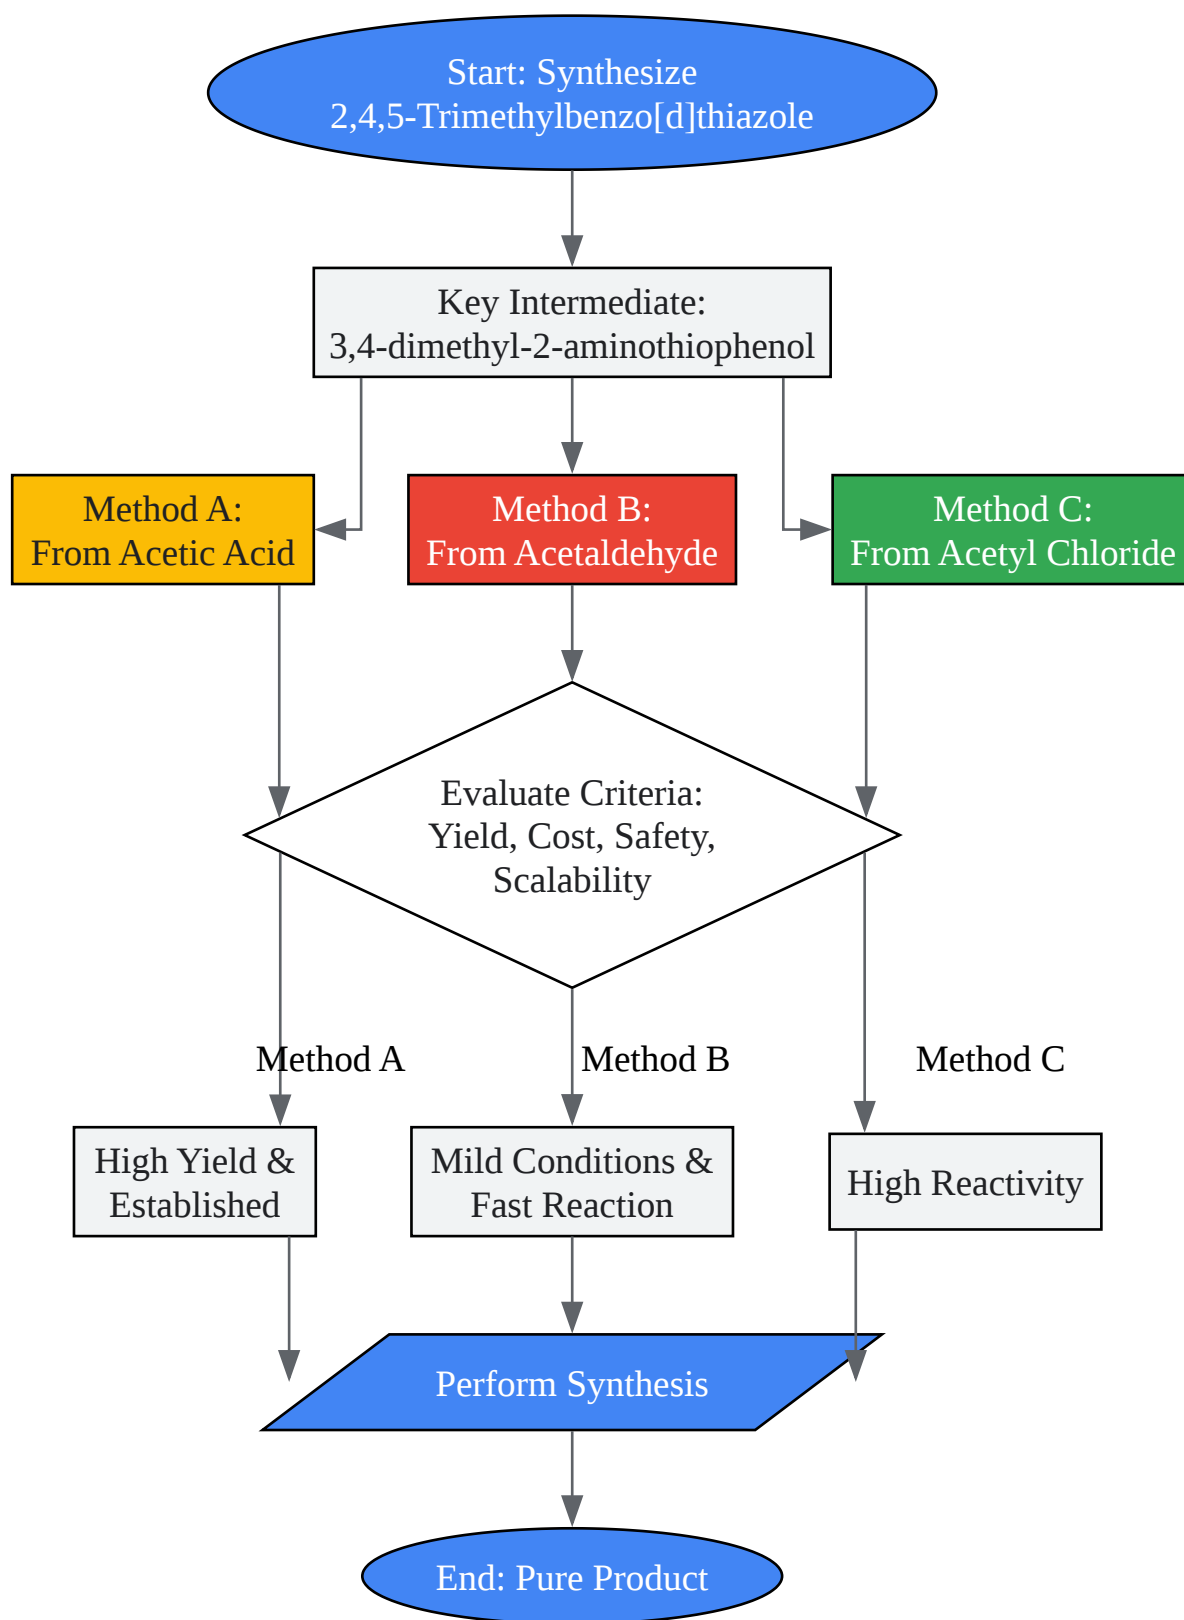 Start: Synthesize
2,4,5-Trimethylbenzo[d]thiazole
Key Intermediate:
3,4-dimethyl-2-aminothiophenol
Method A:
From Acetic Acid
Method B:
From Acetaldehyde
Method C:
From Acetyl Chloride
Evaluate Criteria:
Yield, Cost, Safety,
Scalability
Method A
Method B
Method C
High Yield &
Established
Mild Conditions &
Fast Reaction
High Reactivity
Perform Synthesis
End: Pure Product